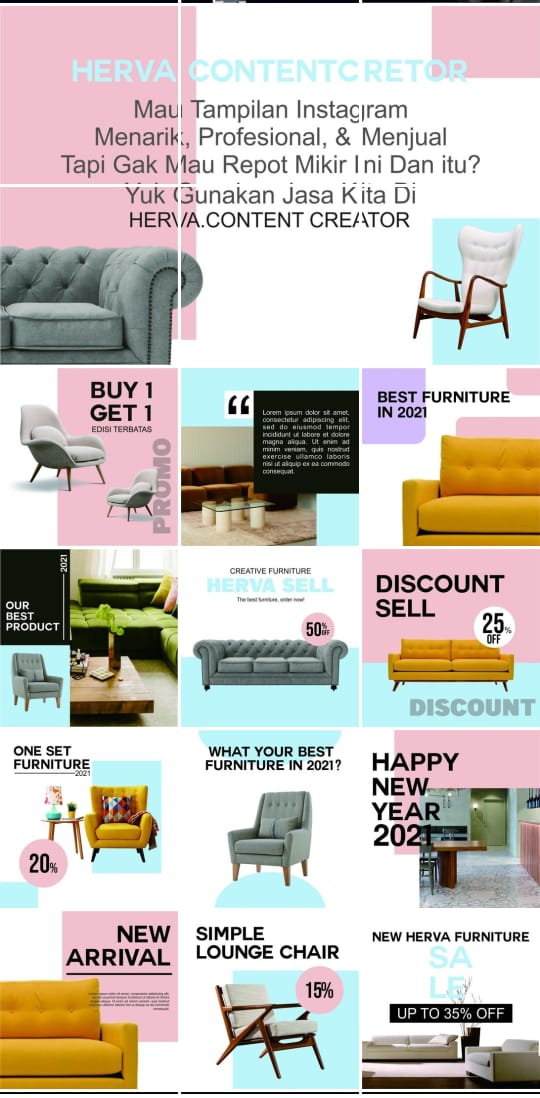 HERVA CONTENTCRETOR
Mau Tampilan Instagram
Menarik, Profesional, & Menjual
Tapi Gak Mau Repot Mikir Ini Dan itu?
Yuk Gunakan Jasa Kita Di
HERVA.CONTENT CREATOR
BUY 1
GET 1
EDISI TERBATAS
PROMO
“
Lorem ipsum dolor sit amet,
consectetur adipiscing elit,
sed do eiusmod tempor
incididunt ut labore et dolore
magna aliqua. Ut enim ad
minim veniam, quis nostrud
exercise ullamco laboris
nisi ut aliquip ex ea commodo
consequat.
BEST FURNITURE
IN 2021
2021
OUR
BEST
PRODUCT
CREATIVE FURNITURE
HERVA SELL
The best furniture, order now!
50% OFF
DISCOUNT
SELL
25%
OFF
DISCOUNT
ONE SET
FURNITURE
2021
20%
WHAT YOUR BEST
FURNITURE IN 2021?
HAPPY
NEW
YEAR
2021
NEW
ARRIVAL
SIMPLE
LOUNGE CHAIR
15%
NEW HERVA FURNITURE
SA
LE
UP TO 35% OFF